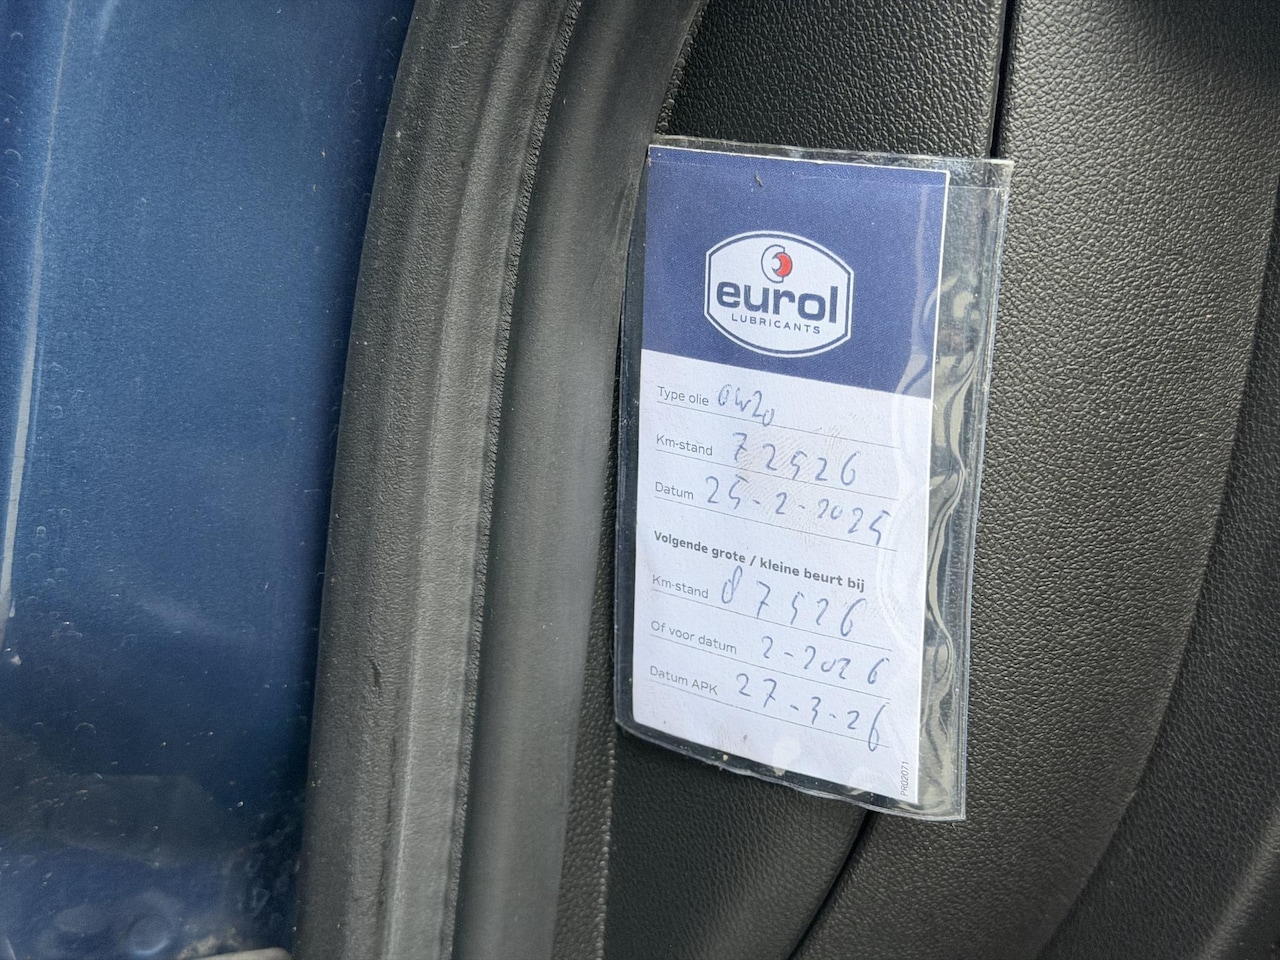 eurol
LUBRICANTS
Type olie 0w20
Km-stand 72526
Datum 25-2-2025
Volgende grote / kleine beurt bij
Km-stand 87526
Of voor datum 2-2026
Datum APK 27-3-26
PR02071